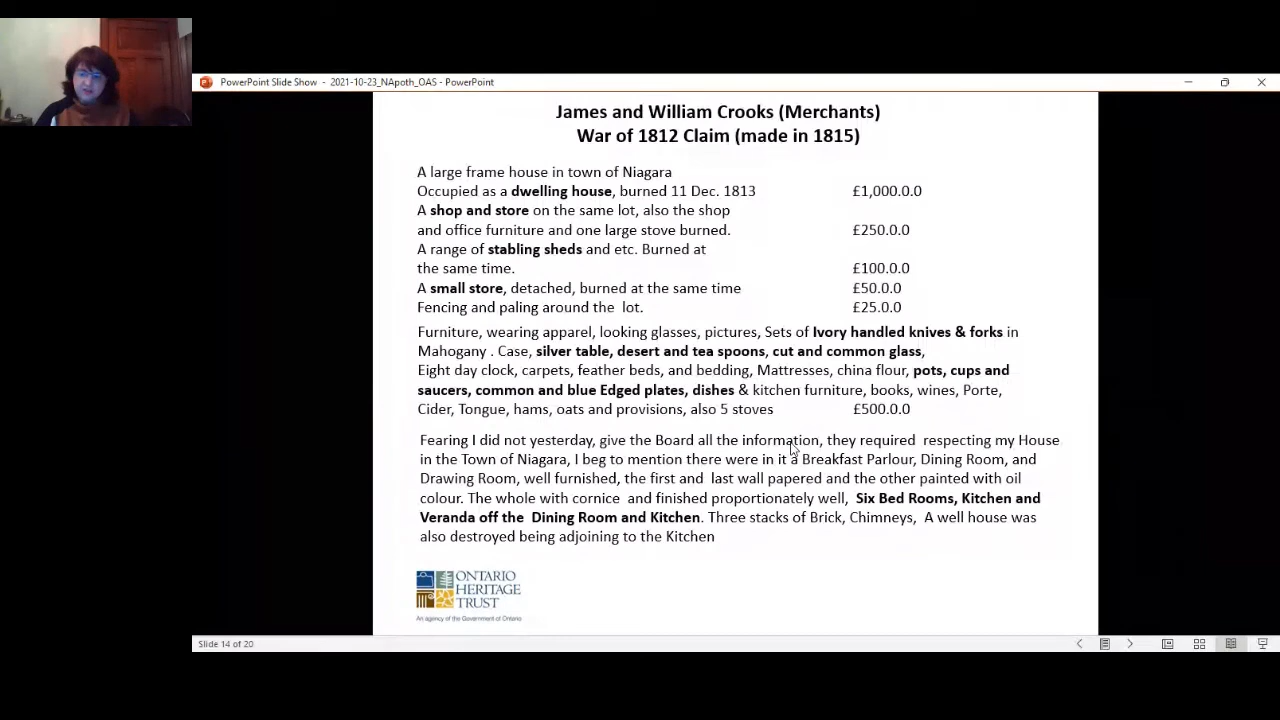 PowerPoint Slide Show - 2021-10-23_NApoth_OAS - PowerPoint
James and William Crooks (Merchants)
War of 1812 Claim (made in 1815)
A large frame house in town of Niagara
Occupied as a dwelling house, burned 11 Dec. 1813 £1,000.0.0
A shop and store on the same lot, also the shop
and office furniture and one large stove burned. £250.0.0
A range of stabling sheds and etc. Burned at
the same time. £100.0.0
A small store, detached, burned at the same time £50.0.0
Fencing and paling around the lot. £25.0.0
Furniture, wearing apparel, looking glasses, pictures, Sets of Ivory handled knives & forks in
Mahogany . Case, silver table, desert and tea spoons, cut and common glass,
Eight day clock, carpets, feather beds, and bedding, Mattresses, china flour, pots, cups and
saucers, common and blue Edged plates, dishes & kitchen furniture, books, wines, Porte,
Cider, Tongue, hams, oats and provisions, also 5 stoves £500.0.0
Fearing I did not yesterday, give the Board all the information, they required respecting my House
in the Town of Niagara, I beg to mention there were in it a Breakfast Parlour, Dining Room, and
Drawing Room, well furnished, the first and last wall papered and the other painted with oil
colour. The whole with cornice and finished proportionately well, Six Bed Rooms, Kitchen and
Veranda off the Dining Room and Kitchen. Three stacks of Brick, Chimneys, A well house was
also destroyed being adjoining to the Kitchen
ONTARIO
HERITAGE
TRUST
An agency of the Government of Ontario
Slide 14 of 20